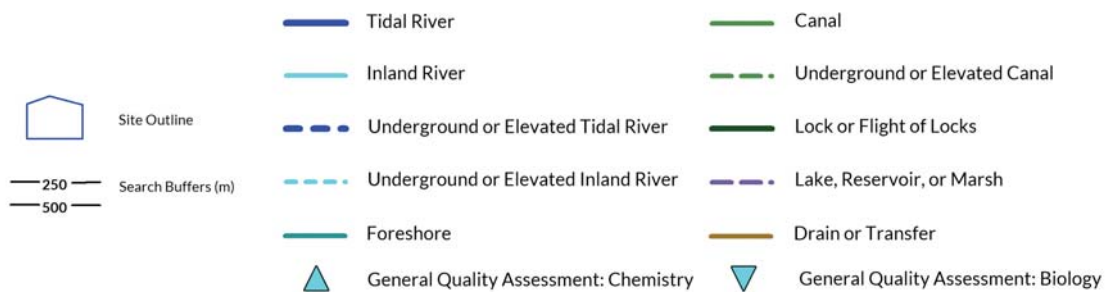 Tidal River
Canal
Inland River
Underground or Elevated Canal
Site Outline
Underground or Elevated Tidal River
Lock or Flight of Locks
250
Search Buffers (m)
500
Underground or Elevated Inland River
Lake, Reservoir, or Marsh
Foreshore
Drain or Transfer
General Quality Assessment: Chemistry
General Quality Assessment: Biology